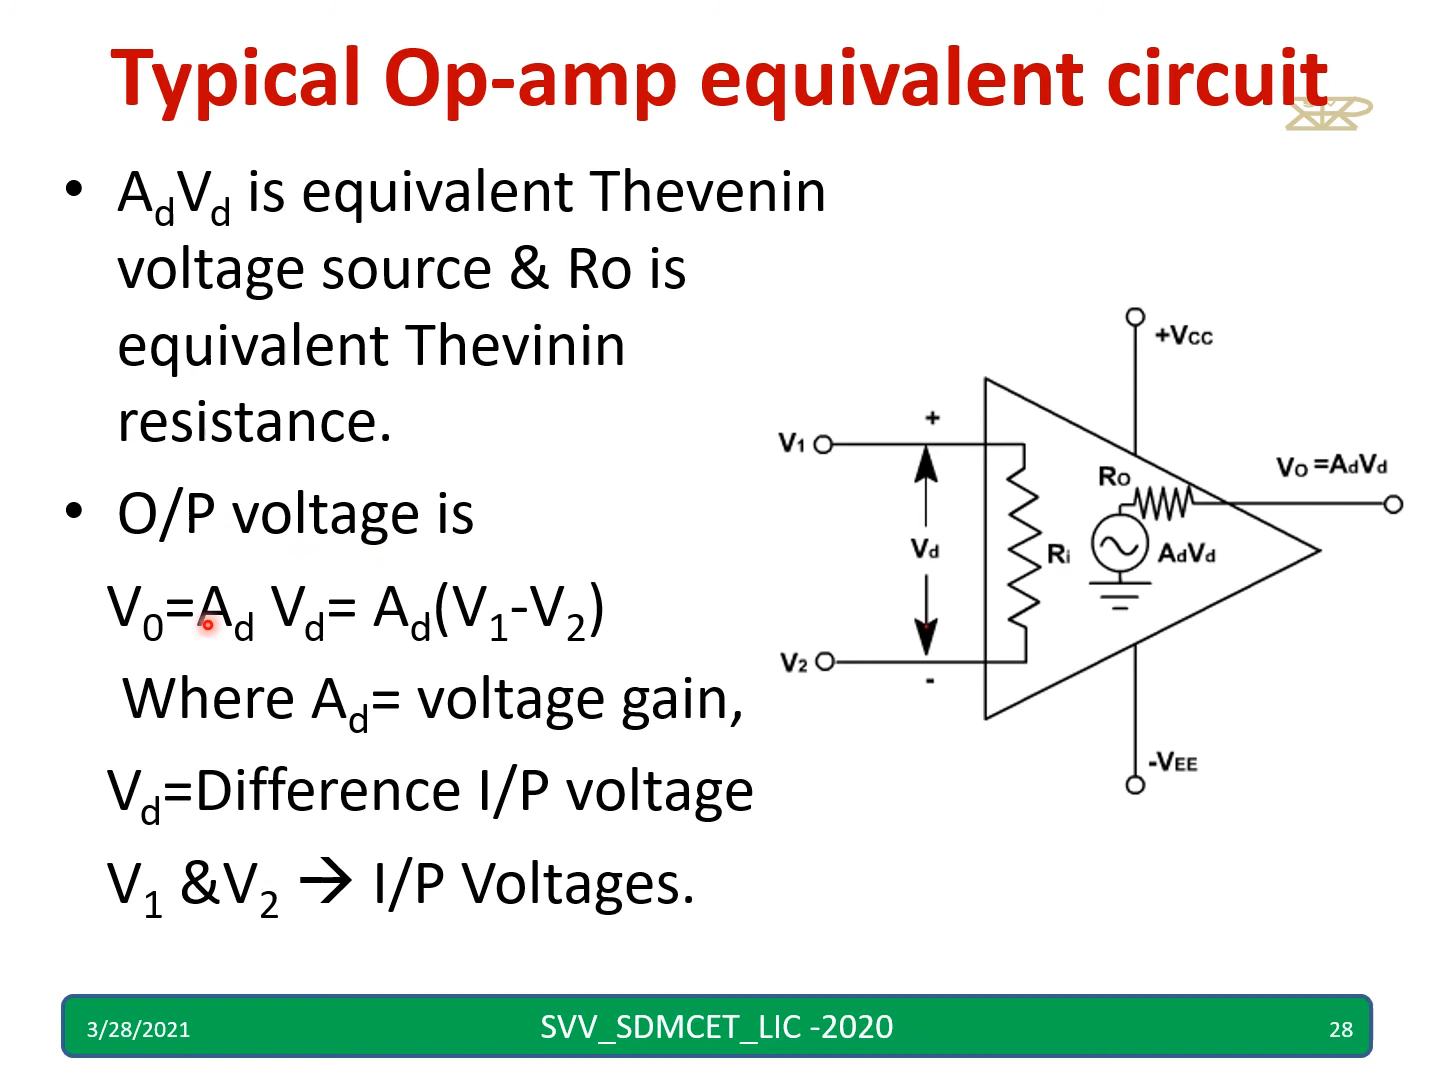 Typical Op-amp equivalent circuit
• AdVd is equivalent Thevenin
voltage source & Ro is
equivalent Thevinin
resistance.
• O/P voltage is
V0=Ad Vd= Ad(V1-V2)
Where Ad= voltage gain,
Vd=Difference I/P voltage
V1 &V2 → I/P Voltages.
+VCC
+
V1
Vo =AdVd
Ro
Vd
Ri
AdVd
V2
-
-VEE
3/28/2021
SVV_SDMCET_LIC -2020
28